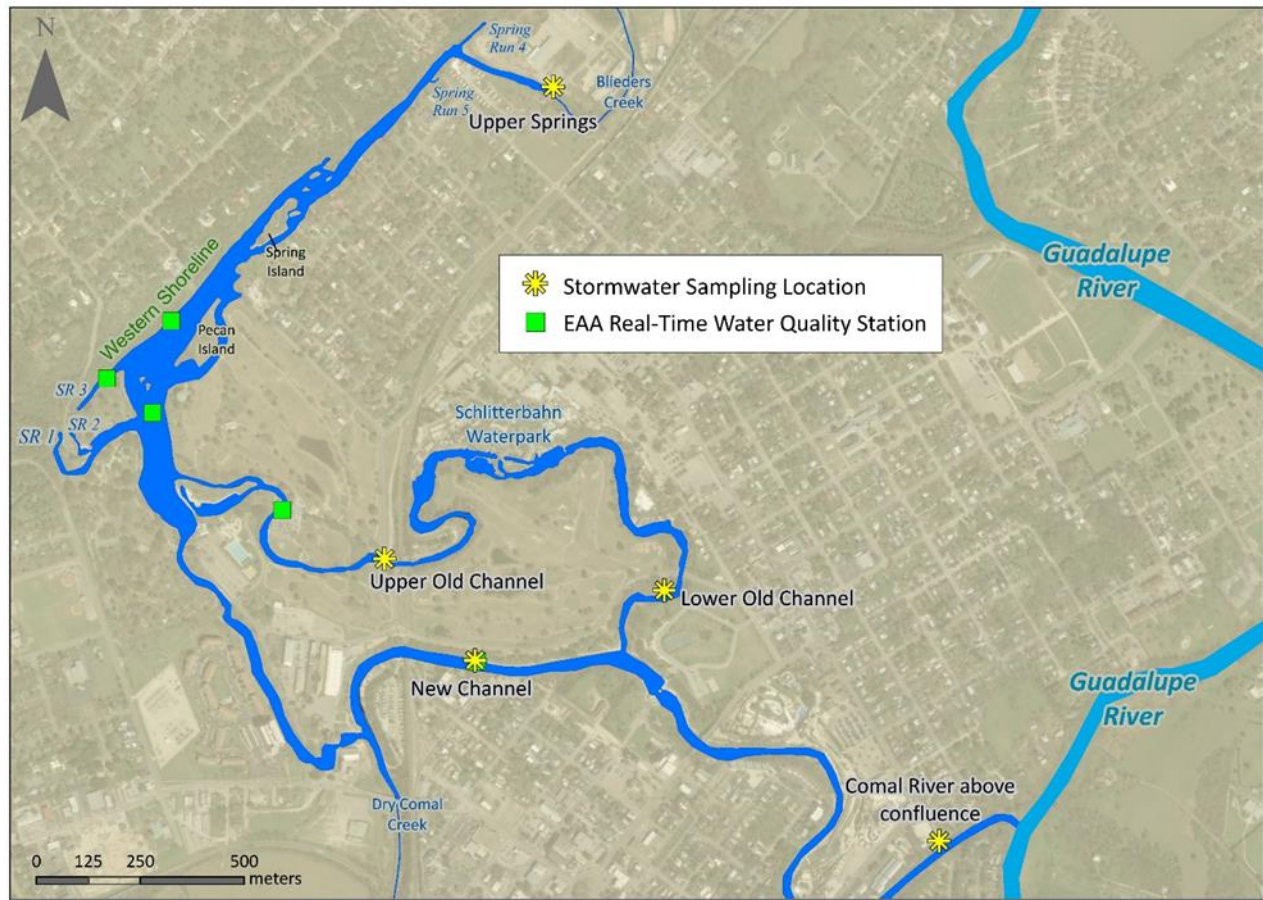 N
Spring
Run 4
Spring
Run 5
Blieders
Creek
Upper Springs
Spring
Island
Western Shoreline
Pecan
Island
Stormwater Sampling Location
EAA Real-Time Water Quality Station
Guadalupe
River
SR 3
SR 2
SR 1
Schlitterbahn
Waterpark
Upper Old Channel
Lower Old Channel
New Channel
Guadalupe
River
Comal River above
confluence
Dry Comal
Creek
0 125 250 500
meters